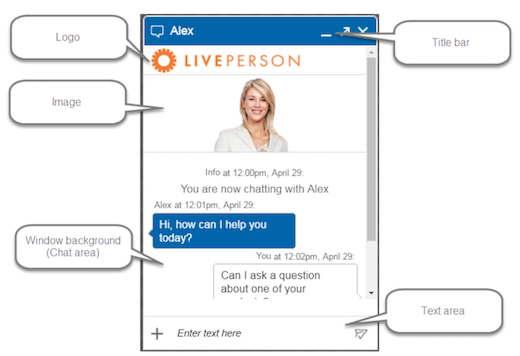 Logo
Alex
Title bar
LIVEPERSON
Image
Info at 12:00pm, April 29:
You are now chatting with Alex
Alex at 12:01pm, April 29:
Hi, how can I help you
today?
Window background
(Chat area)
You at 12:02pm, April 29:
Can I ask a question
about one of your
Text area
Enter text here